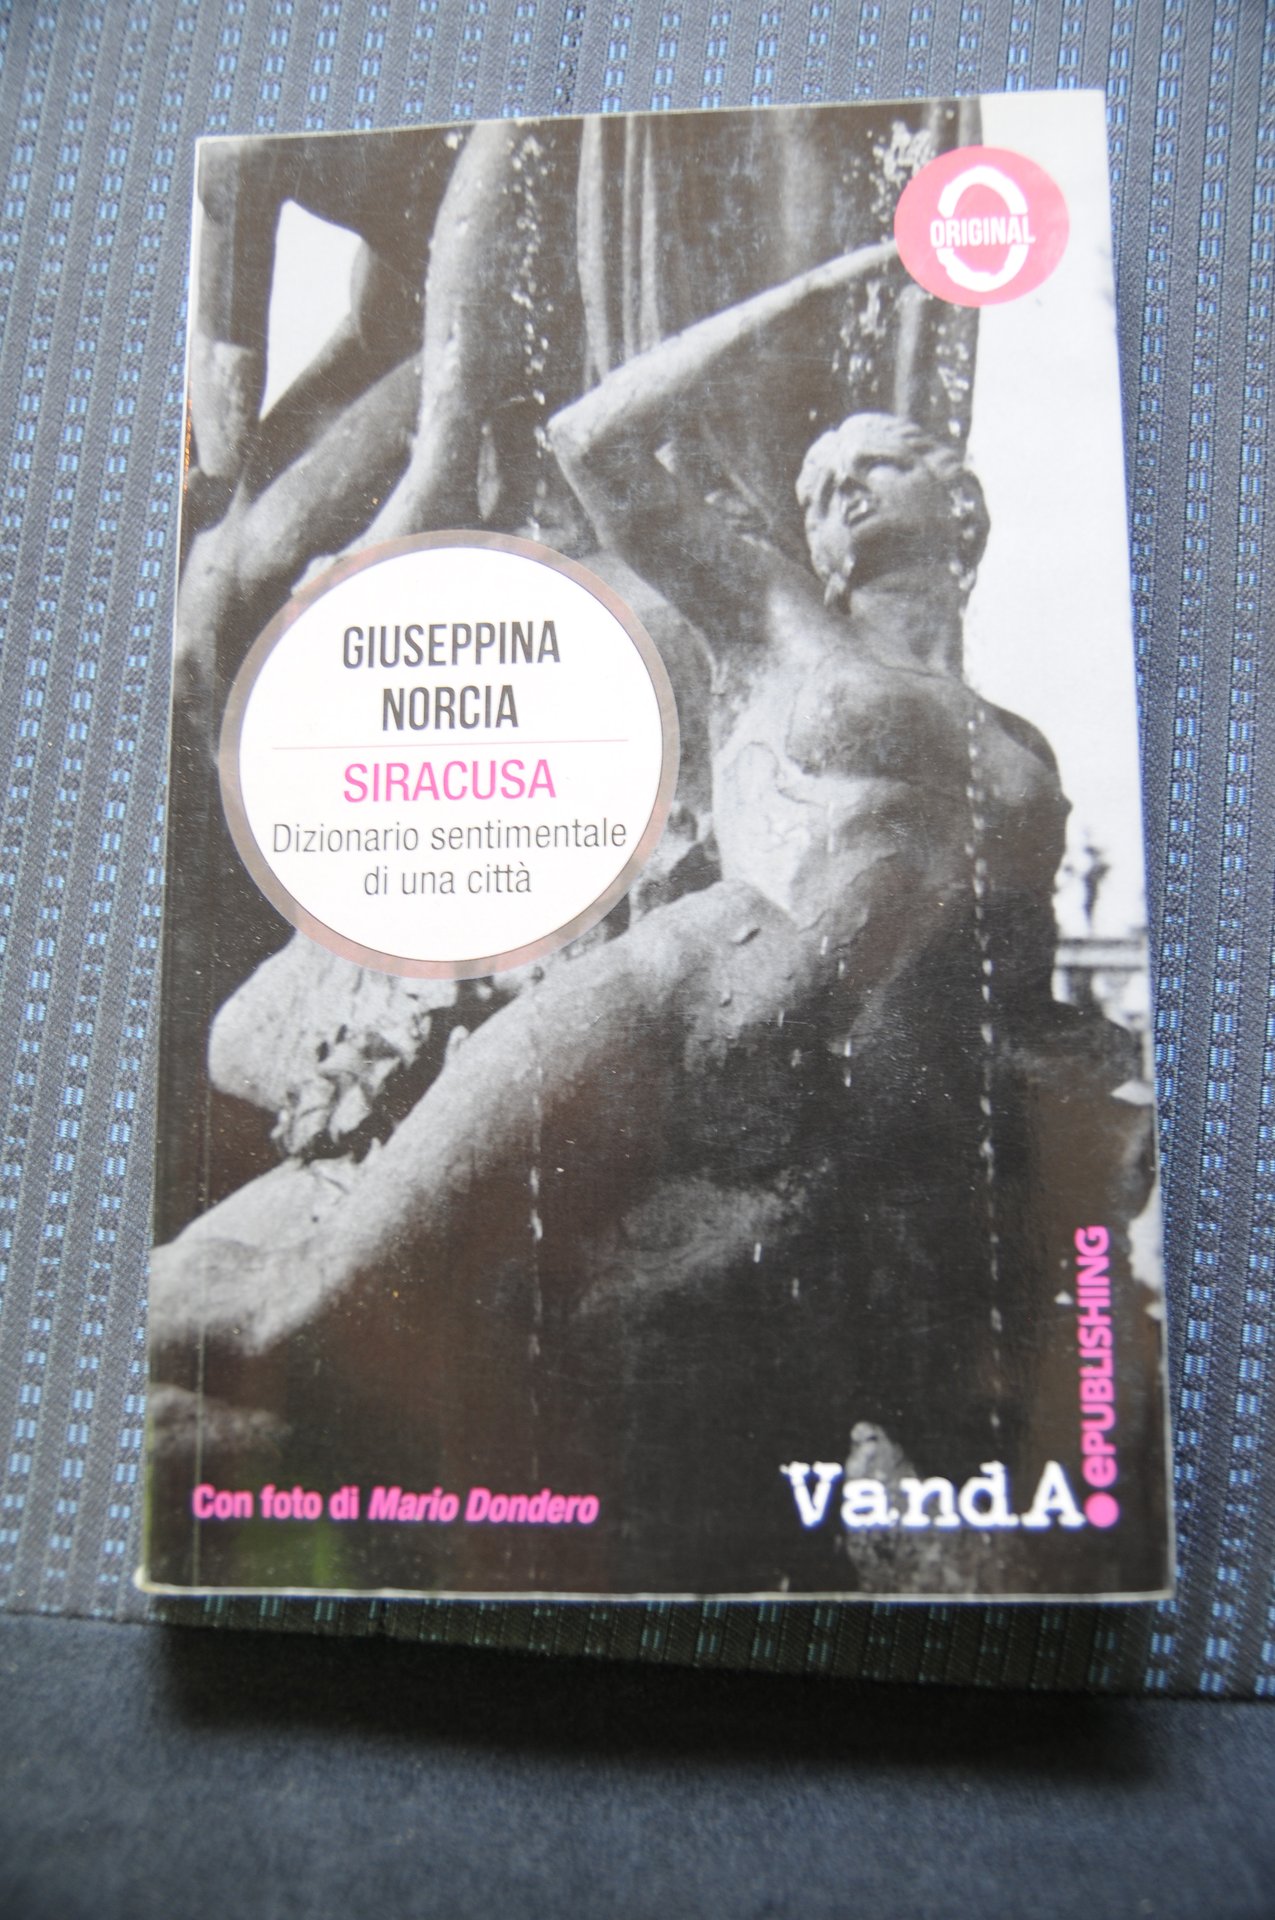 ORIGINAL
GIUSEPPINA
NORCIA
SIRACUSA
Dizionario sentimentale
di una città
Con foto di Mario Dondero
VandA.
ePUBLISHING